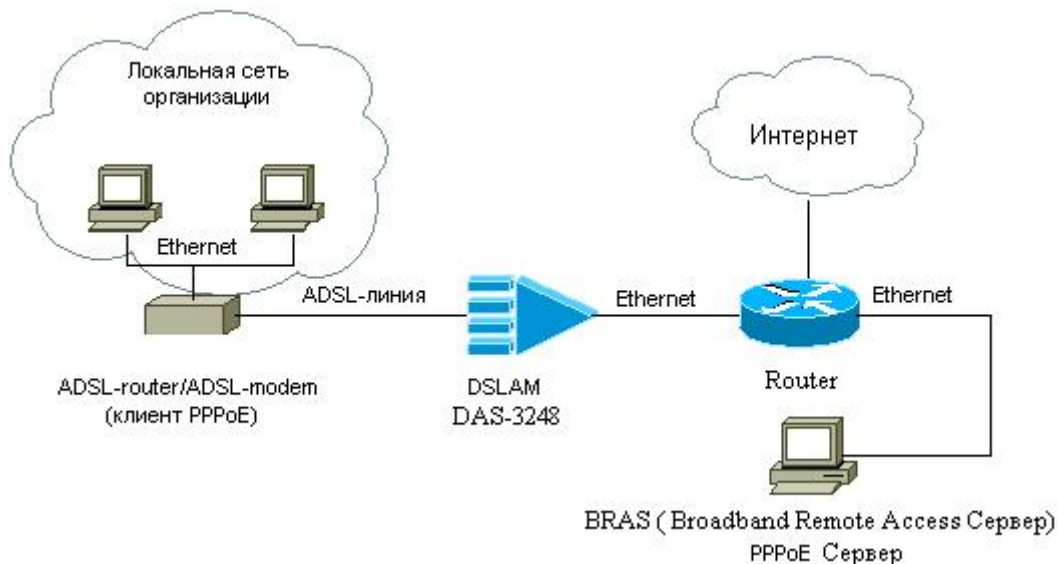 Локальная сеть
организации
Интернет
Ethernet
ADSL-линия
Ethernet
Ethernet
ADSL-router/ADSL-modem
(клиент PPPoE)
DSLAM
DAS-3248
Router
BRAS ( Broadband Remote Access Сервер)
PPPoE Сервер